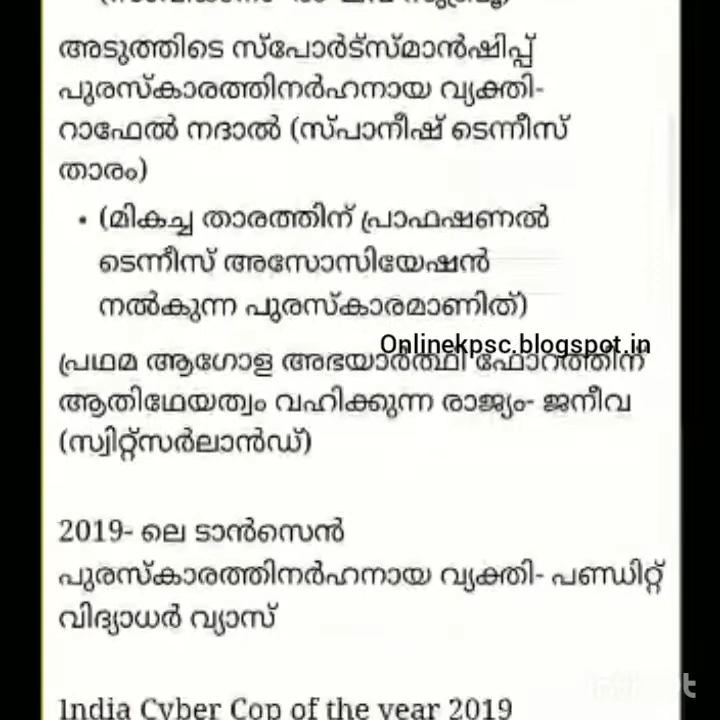 അടുത്തിടെ സ്പോർട്സ്മാൻഷിപ്പ്
പുരസ്കാരത്തിനർഹനായ വ്യക്തി-
റാഫേൽ നദാൽ (സ്പാനീഷ് ടെന്നീസ്
താരം)
• (മികച്ച താരത്തിന് പ്രാഫഷണൽ
ടെന്നീസ് അസോസിയേഷൻ
നൽകുന്ന പുരസ്കാരമാണിത്)
Onlinekpsc.blogspot.in
പ്രഥമ ആഗോള അഭയാർത്ഥി ഫോറത്തിന്
ആതിഥേയത്വം വഹിക്കുന്ന രാജ്യം- ജനീവ
(സ്വിറ്റ്സർലാൻഡ്)
2019- ലെ ടാൻസെൻ
പുരസ്കാരത്തിനർഹനായ വ്യക്തി- പണ്ഡിറ്റ്
വിദ്യാധർ വ്യാസ്
India Cyber Cop of the year 2019